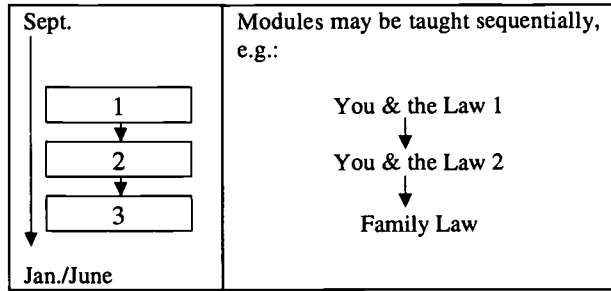 Sept.
1
2
3
Jan./June
Modules may be taught sequentially,
e.g.:
You & the Law 1
You & the Law 2
Family Law